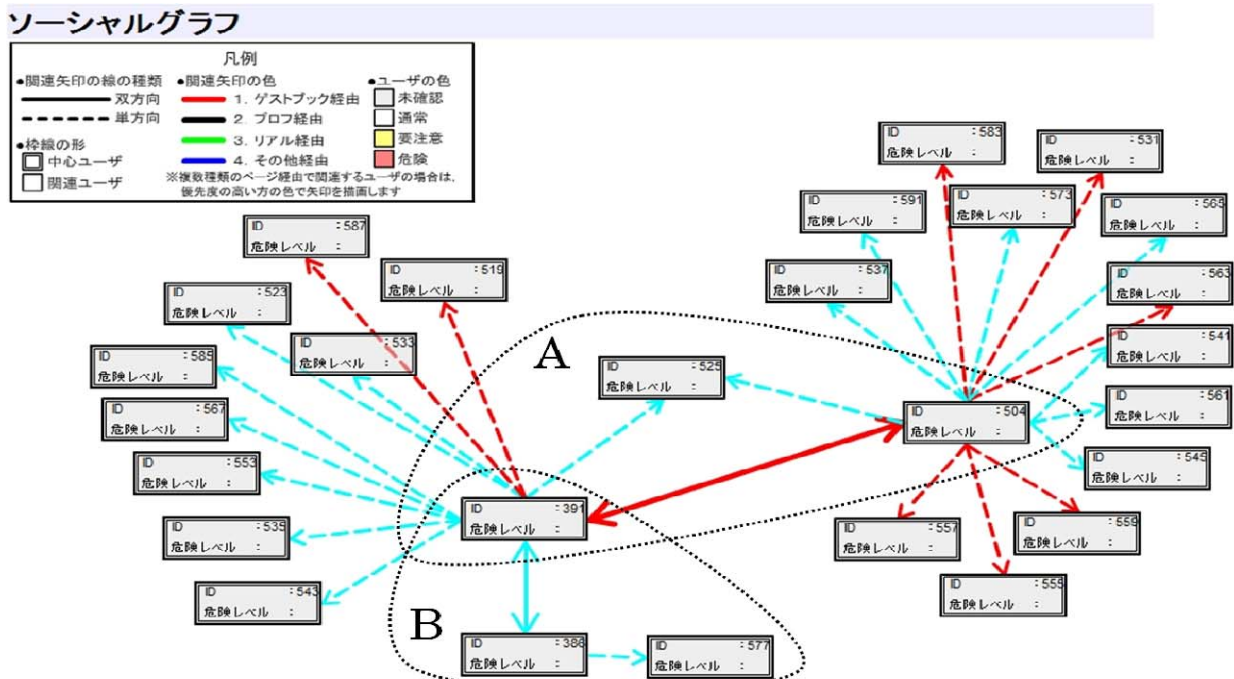 ソーシャルグラフ
凡例
●関連矢印の線の種類
双方向
単方向
●枠線の形
中心ユーザ
関連ユーザ
●関連矢印の色
1. ゲストブック経由
2. プロフ経由
3. リアル経由
4. その他経由
●ユーザの色
未確認
通常
要注意
危険
※複数種類のページ経由で関連するユーザの場合は、
優先度の高い方の色で矢印を描画します
ID :583
危険レベル :
ID :531
危険レベル :
ID :591
危険レベル :
ID :573
危険レベル :
ID :565
危険レベル :
ID :587
危険レベル :
ID :519
危険レベル :
ID :537
危険レベル :
ID :563
危険レベル :
ID :523
危険レベル :
ID :533
危険レベル :
ID :541
危険レベル :
A
ID :585
危険レベル :
ID :525
危険レベル :
ID :567
危険レベル :
ID :504
危険レベル :
ID :561
危険レベル :
ID :553
危険レベル :
ID :545
危険レベル :
ID :391
危険レベル :
ID :535
危険レベル :
ID :557
危険レベル :
ID :559
危険レベル :
ID :543
危険レベル :
ID :555
危険レベル :
B
ID :386
危険レベル :
ID :577
危険レベル :